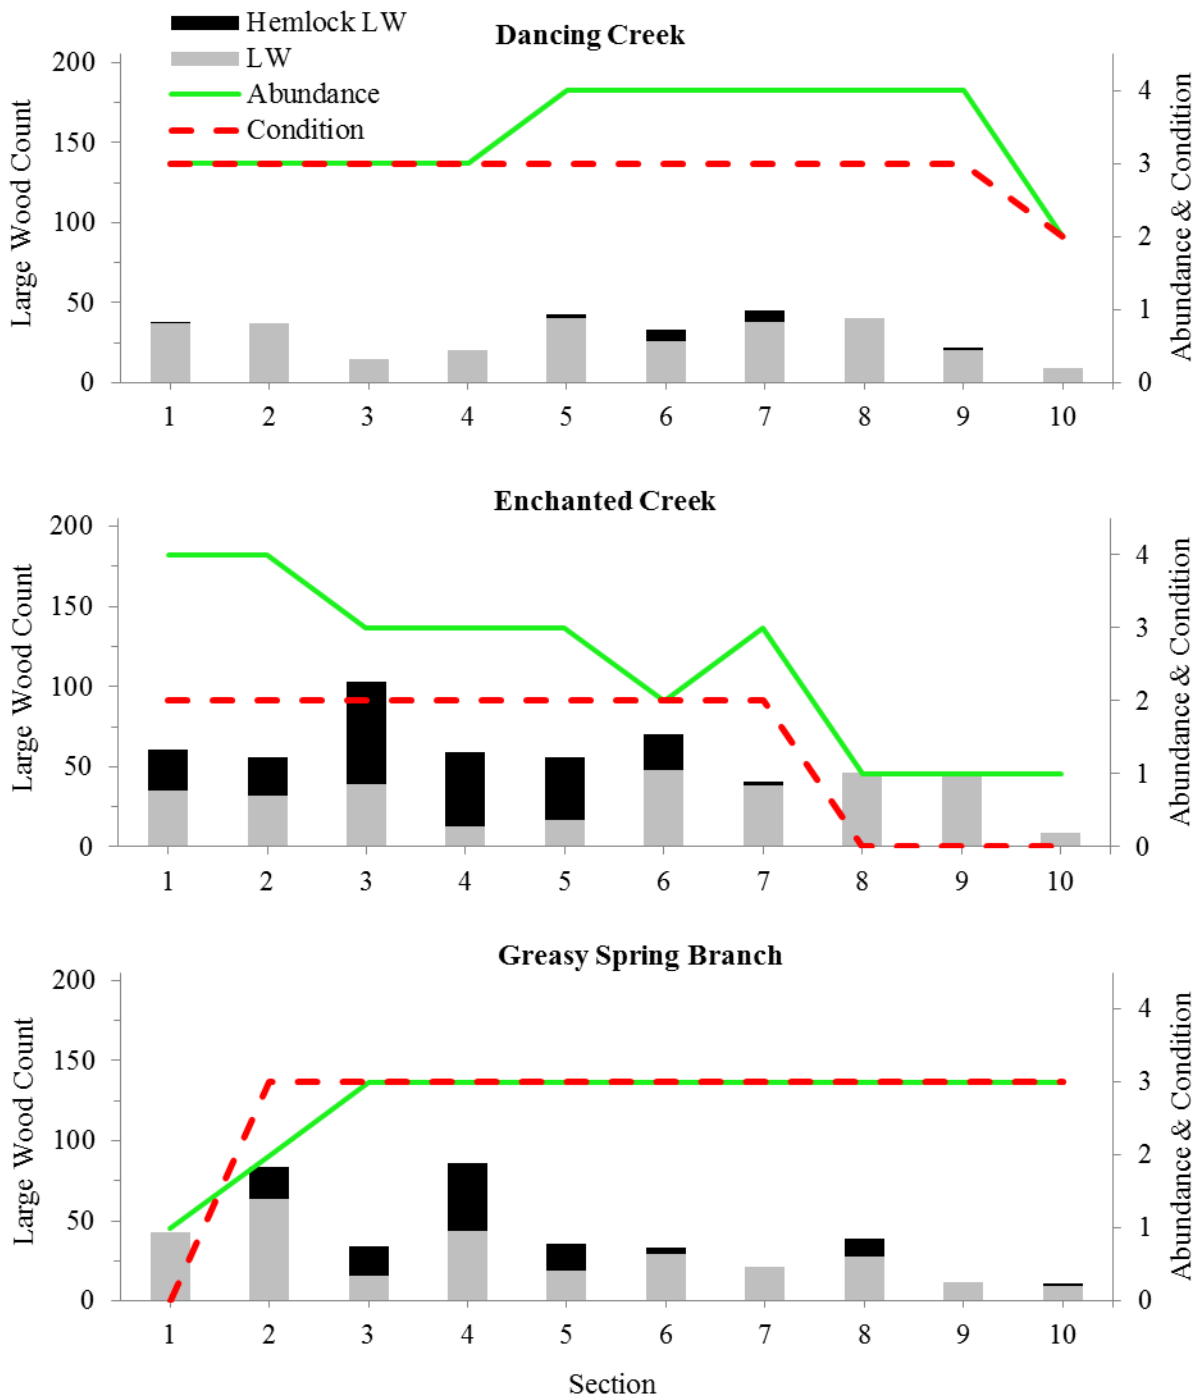 Hemlock LW
LW
Abundance
Condition
Dancing Creek
Large Wood Count
200
150
100
50
0
4
3
2
1
0
Abundance & Condition
1 2 3 4 5 6 7 8 9 10
Enchanted Creek
Large Wood Count
200
150
100
50
0
4
3
2
1
0
Abundance & Condition
1 2 3 4 5 6 7 8 9 10
Greasy Spring Branch
Large Wood Count
200
150
100
50
0
4
3
2
1
0
Abundance & Condition
1 2 3 4 5 6 7 8 9 10
Section